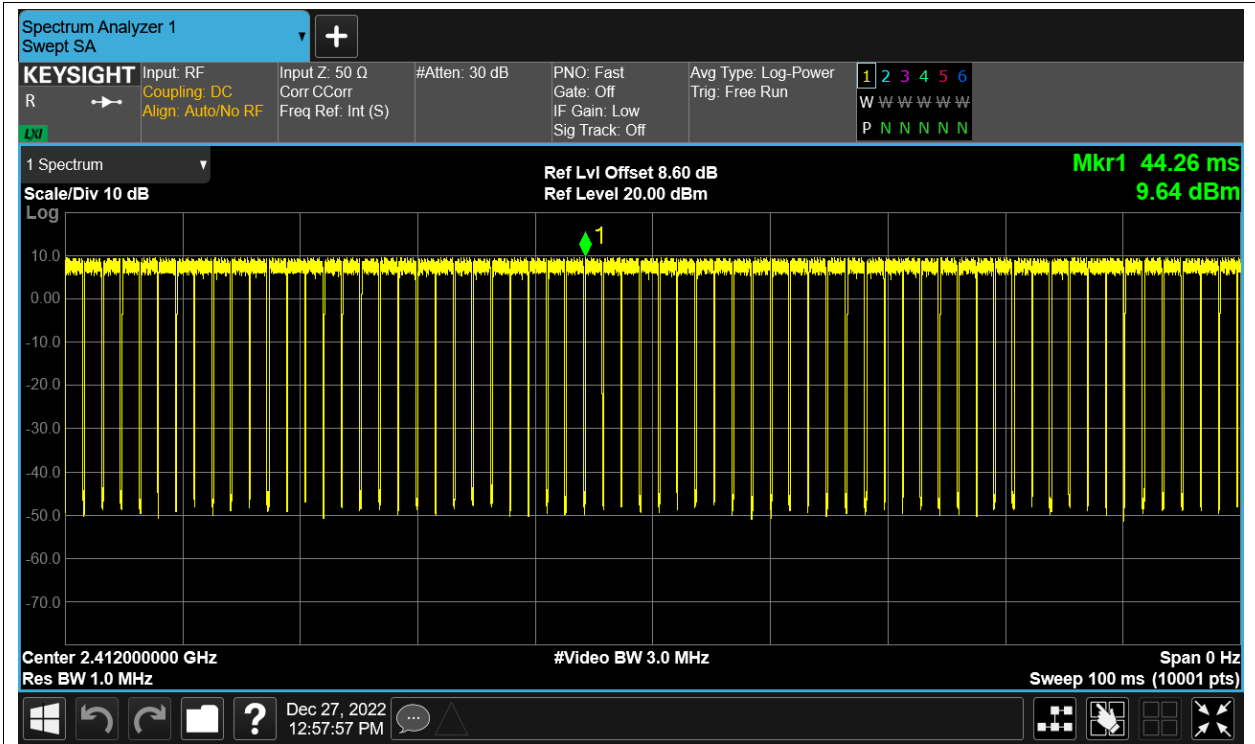 Spectrum Analyzer 1
Swept SA
KEYSIGHT
R
LXI
Input: RF
Coupling: DC
Align: Auto/No RF
Input Z: 50 Ω
Corr CCorr
Freq Ref: Int (S)
#Atten: 30 dB
PNO: Fast
Gate: Off
IF Gain: Low
Sig Track: Off
Avg Type: Log-Power
Trig: Free Run
1 2 3 4 5 6
W W W W W W
P N N N N N
1 Spectrum
Scale/Div 10 dB
Log
Ref Lvl Offset 8.60 dB
Ref Level 20.00 dBm
Mkr1 44.26 ms
9.64 dBm
1
10.0
0.00
-10.0
-20.0
-30.0
-40.0
-50.0
-60.0
-70.0
Center 2.412000000 GHz
Res BW 1.0 MHz
#Video BW 3.0 MHz
Span 0 Hz
Sweep 100 ms (10001 pts)
?
Dec 27, 2022
12:57:57 PM